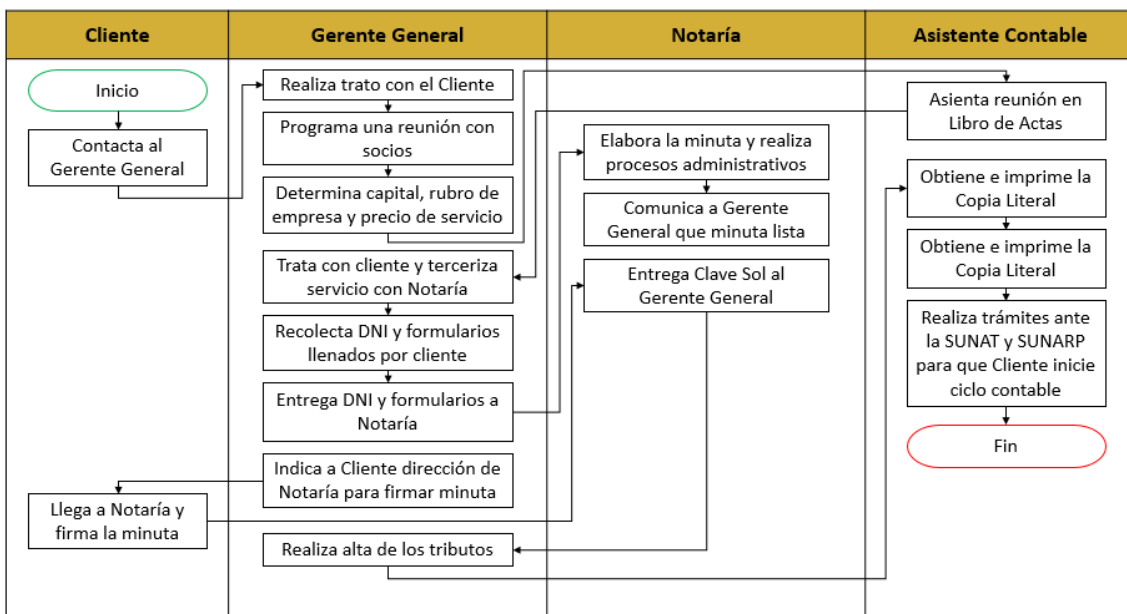 Cliente
Gerente General
Notaría
Asistente Contable
Inicio
Contacta al
Gerente General
Llega a Notaría y
firma la minuta
Realiza trato con el Cliente
Programa una reunión con
socios
Determina capital, rubro de
empresa y precio de servicio
Trata con cliente y terceriza
servicio con Notaría
Recolecta DNI y formularios
llenados por cliente
Entrega DNI y formularios a
Notaría
Indica a Cliente dirección de
Notaría para firmar minuta
Realiza alta de los tributos
Elabora la minuta y realiza
procesos administrativos
Comunica a Gerente
General que minuta lista
Entrega Clave Sol al
Gerente General
Asienta reunión en
Libro de Actas
Obtiene e imprime la
Copia Literal
Obtiene e imprime la
Copia Literal
Realiza trámites ante
la SUNAT y SUNARP
para que Cliente inicie
ciclo contable
Fin